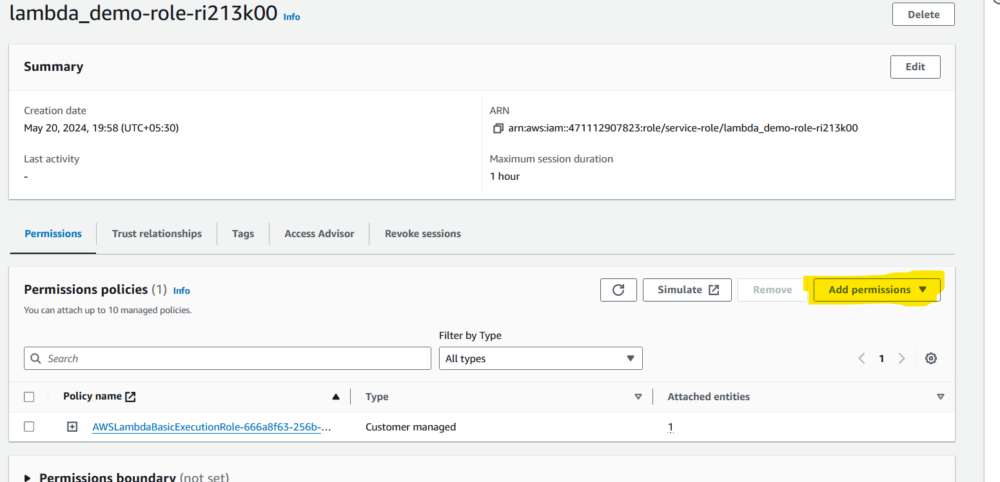 lambda_demo-role-ri213k00 Info
Delete
Summary
Edit
Creation date
May 20, 2024, 19:58 (UTC+05:30)
ARN
arn:aws:iam::471112907823:role/service-role/lambda_demo-role-ri213k00
Last activity
-
Maximum session duration
1 hour
Permissions Trust relationships Tags Access Advisor Revoke sessions
Permissions policies (1) Info
You can attach up to 10 managed policies.
Simulate Remove Add permissions
Filter by Type
Search All types 1
Policy name Type Attached entities
AWSLambdaBasicExecutionRole-666a8f63-256b-... Customer managed 1
Permissions boundary (not set)